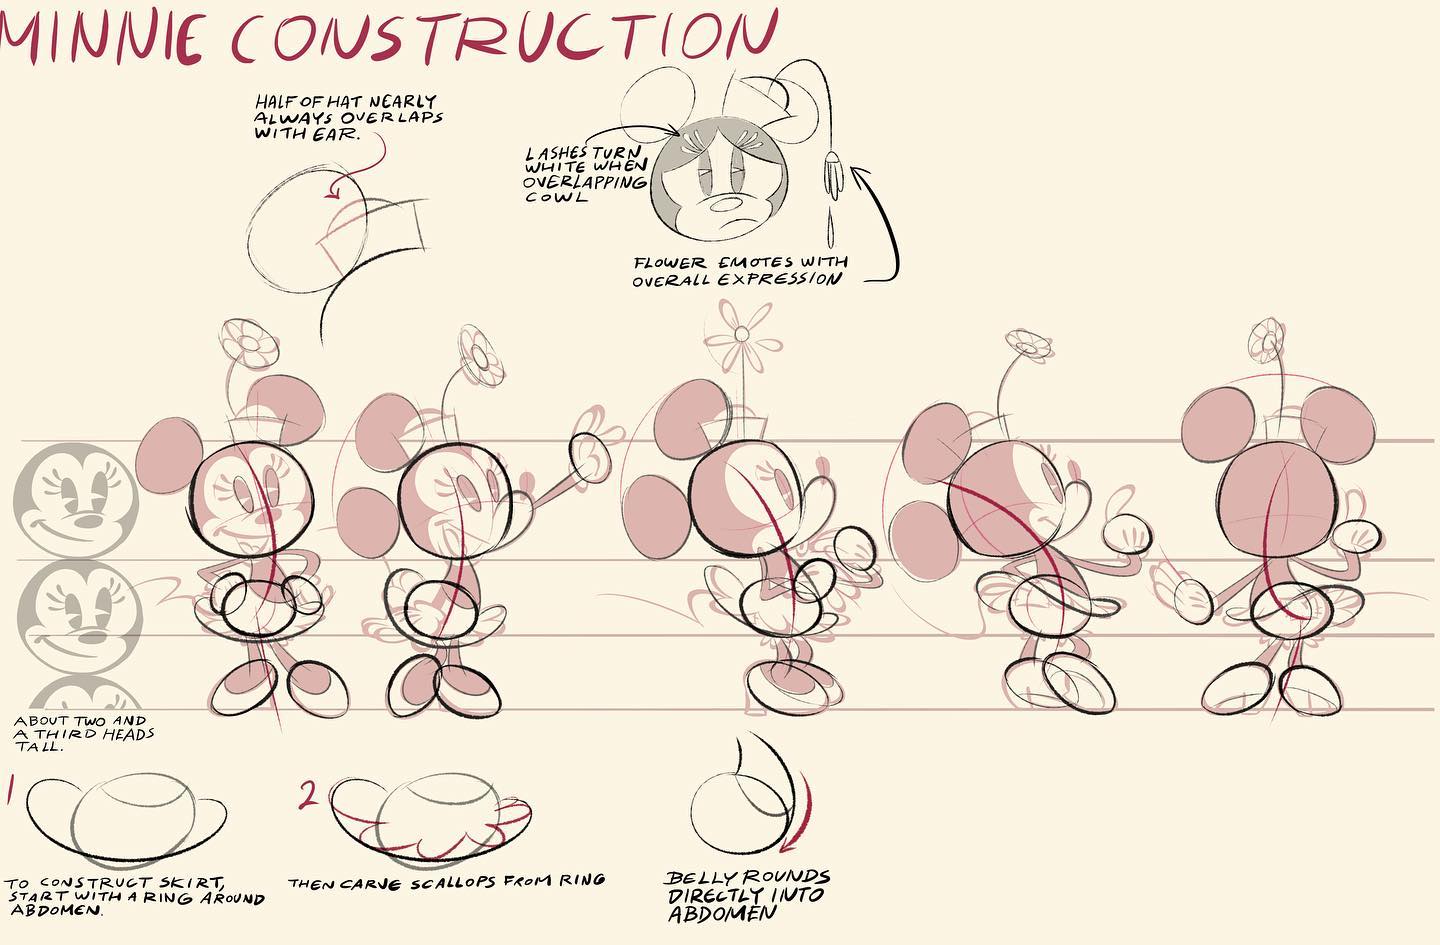 MINNIE CONSTRUCTION
HALF OF HAT NEARLY
ALWAYS OVERLAPS
WITH EAR.
LASHES TURN
WHITE WHEN
OVERLAPPING
COWL
FLOWER EMOTES WITH
OVERALL EXPRESSION
ABOUT TWO AND
A THIRD HEADS
TALL.
1
TO CONSTRUCT SKIRT,
START WITH A RING AROUND
ABDOMEN.
2
THEN CARVE SCALLOPS FROM RING
BELLY ROUNDS
DIRECTLY INTO
ABDOMEN